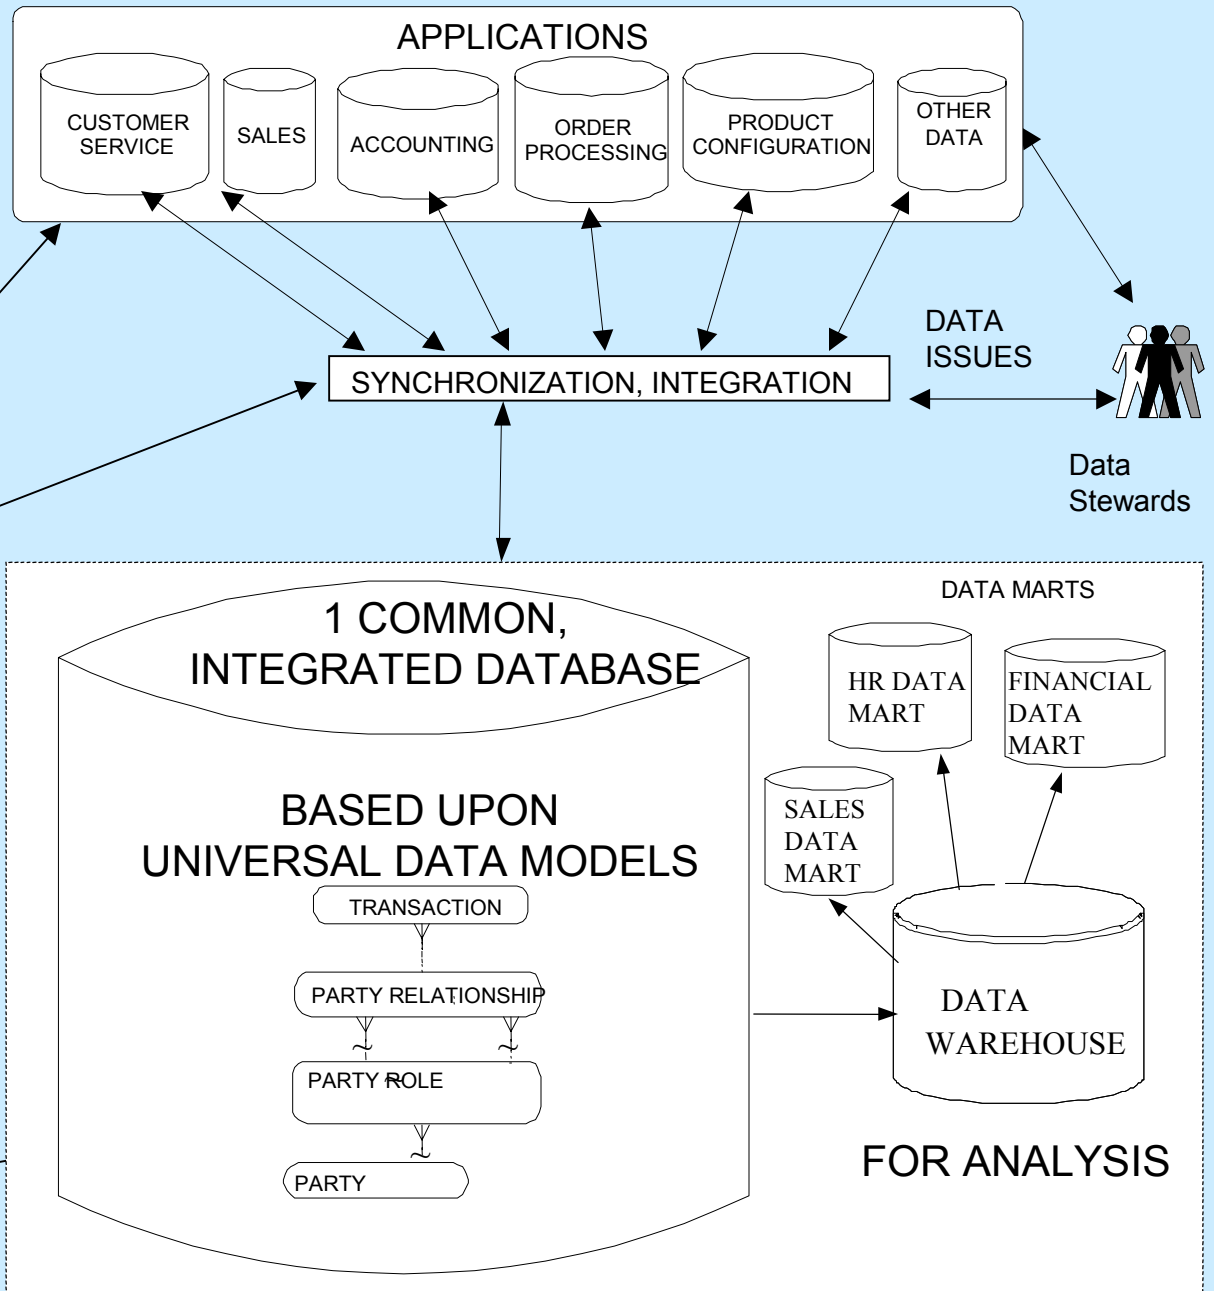 APPLICATIONS
CUSTOMER
SERVICE
SALES
ACCOUNTING
ORDER
PROCESSING
PRODUCT
CONFIGURATION
OTHER
DATA
SYNCHRONIZATION, INTEGRATION
DATA
ISSUES
Data
Stewards
1 COMMON,
INTEGRATED DATABASE
BASED UPON
UNIVERSAL DATA MODELS
TRANSACTION
PARTY RELATIONSHIP
PARTY ROLE
PARTY
DATA MARTS
HR DATA
MART
FINANCIAL
DATA
MART
SALES
DATA
MART
DATA
WAREHOUSE
FOR ANALYSIS